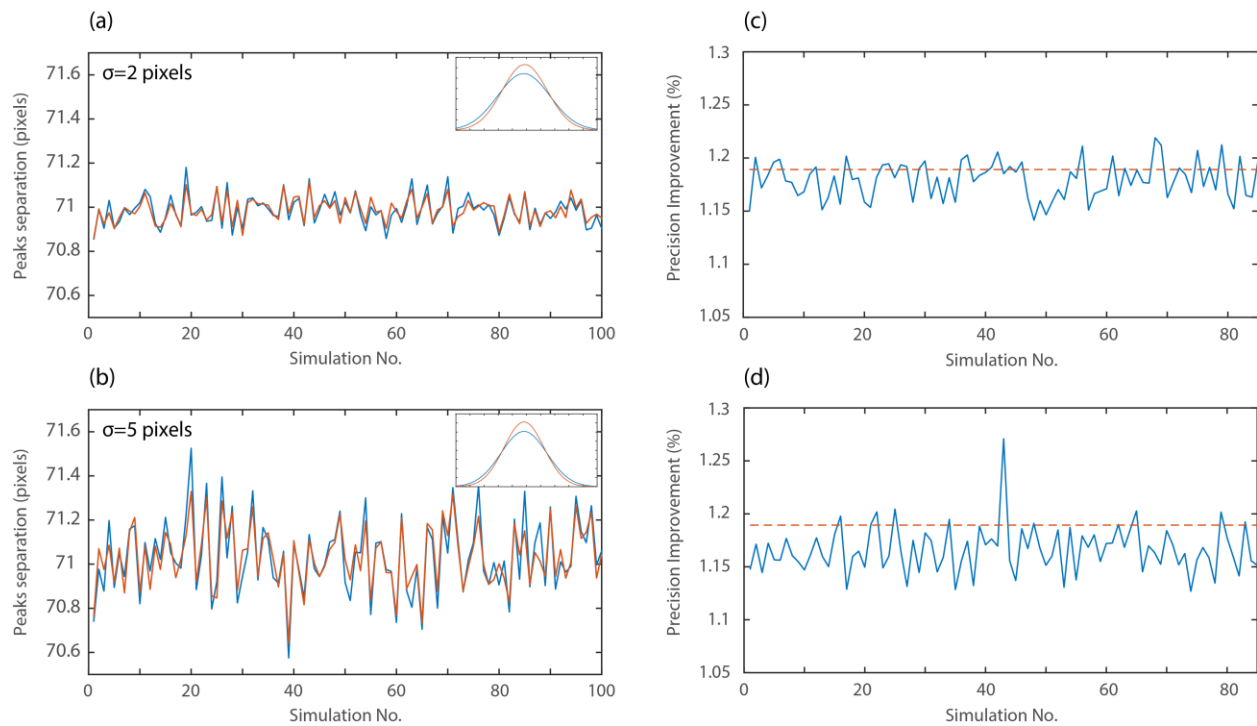 (a)
σ=2 pixels
Peaks separation (pixels)
71.6
71.4
71.2
71
70.8
70.6
0 20 40 60 80 100
Simulation No.
(c)
Precision Improvement (%)
1.3
1.25
1.2
1.15
1.1
1.05
0 20 40 60 80
Simulation No.
(b)
σ=5 pixels
Peaks separation (pixels)
71.6
71.4
71.2
71
70.8
70.6
0 20 40 60 80 100
Simulation No.
(d)
Precision Improvement (%)
1.3
1.25
1.2
1.15
1.1
1.05
0 20 40 60 80
Simulation No.